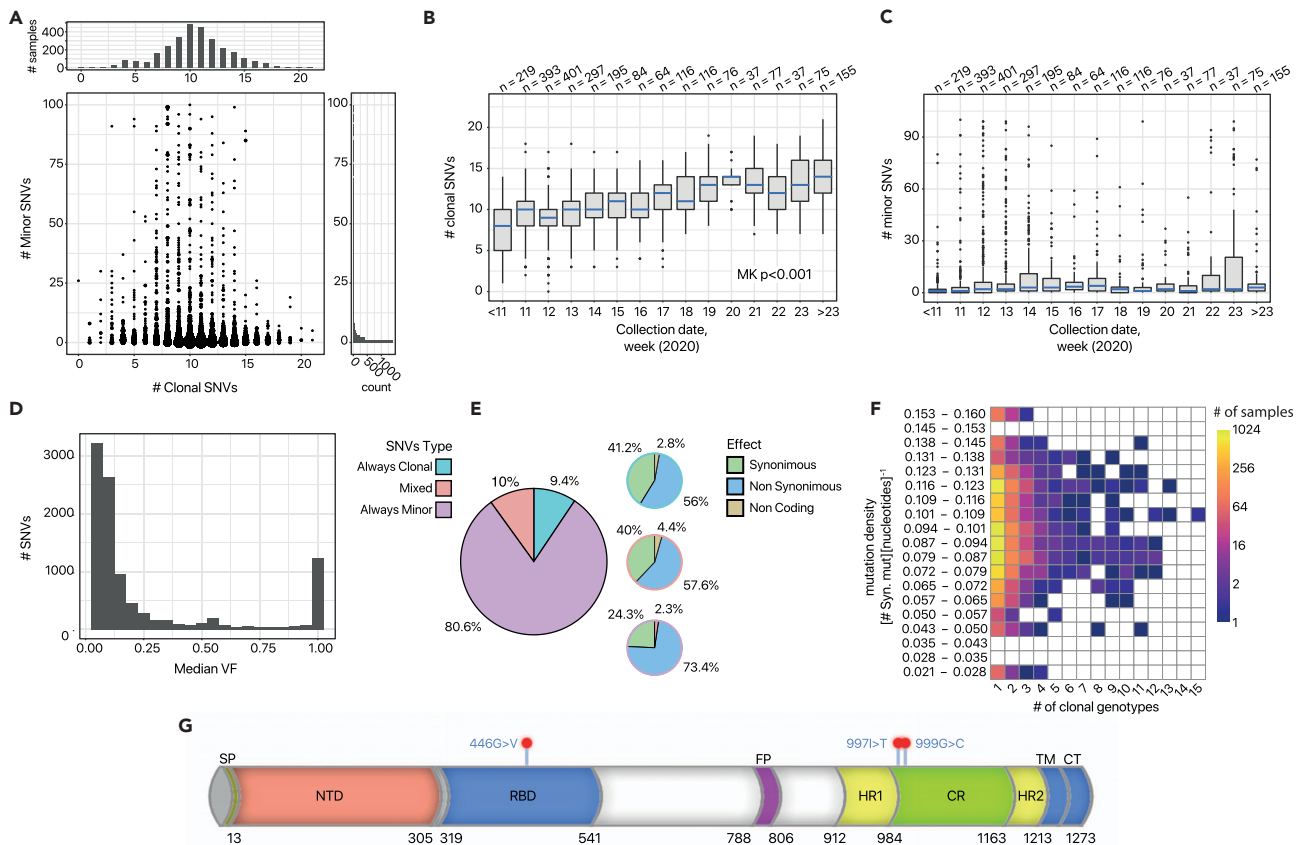 A
# samples
400
200
0
0
5
10
15
20
# Minor SNVs
100
75
50
25
0
0
5
10
15
20
# Clonal SNVs
100
75
50
25
0
0
500
1000
count
B
n = 219
n = 393
n = 401
n = 297
n = 195
n = 84
n = 64
n = 116
n = 116
n = 76
n = 37
n = 77
n = 37
n = 75
n = 155
# clonal SNVs
20
15
10
5
0
MK p<0.001
<11
11
12
13
14
15
16
17
18
19
20
21
22
23
>23
Collection date,
week (2020)
C
n = 219
n = 393
n = 401
n = 297
n = 195
n = 84
n = 64
n = 116
n = 116
n = 76
n = 37
n = 77
n = 37
n = 75
n = 155
# minor SNVs
90
60
30
0
<11
11
12
13
14
15
16
17
18
19
20
21
22
23
>23
Collection date,
week (2020)
D
# SNVs
3000
2000
1000
0
0.00
0.25
0.50
0.75
1.00
Median VF
E
SNVs Type
Always Clonal
Mixed
Always Minor
10%
9.4%
80.6%
41.2%
2.8%
56%
40%
4.4%
57.6%
24.3%
2.3%
73.4%
Effect
Synonimous
Non Synonimous
Non Coding
F
mutation density
[# Syn. mut][nucleotides]-1
0.153 – 0.160
0.145 – 0.153
0.138 – 0.145
0.131 – 0.138
0.123 – 0.131
0.116 – 0.123
0.109 – 0.116
0.101 – 0.109
0.094 – 0.101
0.087 – 0.094
0.079 – 0.087
0.072 – 0.079
0.065 – 0.072
0.057 – 0.065
0.050 – 0.057
0.043 – 0.050
0.035 – 0.043
0.028 – 0.035
0.021 – 0.028
1
2
3
4
5
6
7
8
9
10
11
12
13
14
15
# of clonal genotypes
# of samples
1024
256
64
16
2
1
G
446G>V
997I>T
999G>C
SP
FP
TM
CT
NTD
RBD
HR1
CR
HR2
13
305
319
541
788
806
912
984
1163
1213
1273